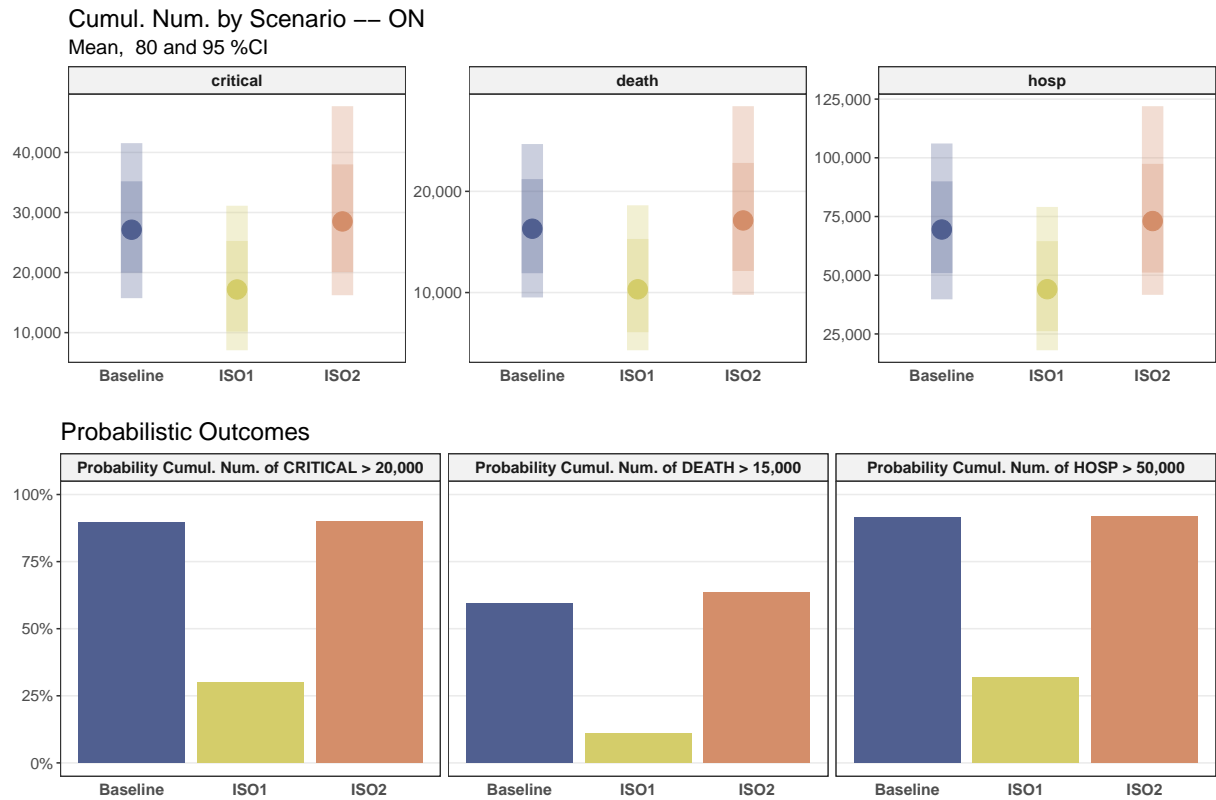 Cumul. Num. by Scenario –– ON
Mean,  80 and 95 %CI
critical
death
hosp
40,000
30,000
20,000
10,000
20,000
10,000
125,000
100,000
75,000
50,000
25,000
Baseline ISO1 ISO2
Baseline ISO1 ISO2
Baseline ISO1 ISO2
Probabilistic Outcomes
Probability Cumul. Num. of CRITICAL > 20,000
Probability Cumul. Num. of DEATH > 15,000
Probability Cumul. Num. of HOSP > 50,000
100%
75%
50%
25%
0%
Baseline ISO1 ISO2
Baseline ISO1 ISO2
Baseline ISO1 ISO2